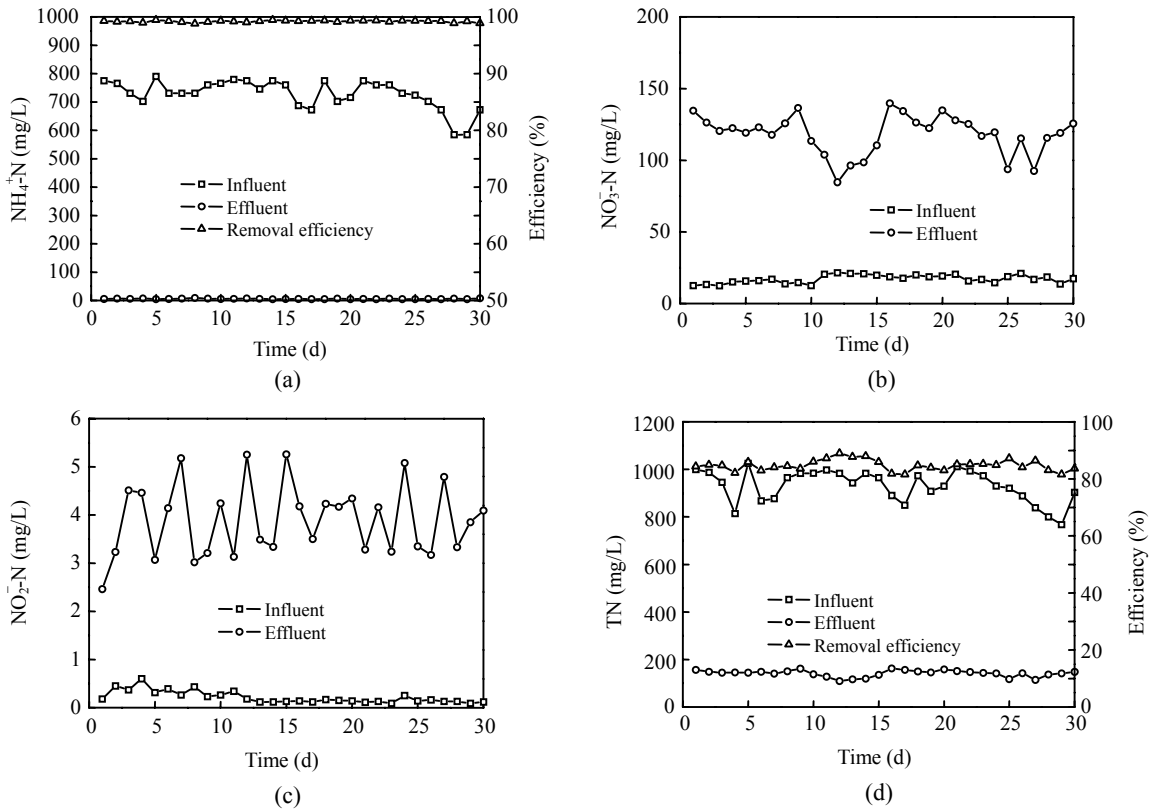 1000
900
800
700
600
500
400
300
200
100
0
NH₄⁺-N (mg/L)
100
90
80
70
60
50
Efficiency (%)
Influent
Effluent
Removal efficiency
0 5 10 15 20 25 30
Time (d)
(a)
200
150
100
50
0
NO₃⁻-N (mg/L)
Influent
Effluent
0 5 10 15 20 25 30
Time (d)
(b)
6
5
4
3
2
1
0
NO₂⁻-N (mg/L)
Influent
Effluent
0 5 10 15 20 25 30
Time (d)
(c)
1200
1000
800
600
400
200
0
TN (mg/L)
100
80
60
40
20
0
Efficiency (%)
Influent
Effluent
Removal efficiency
0 5 10 15 20 25 30
Time (d)
(d)